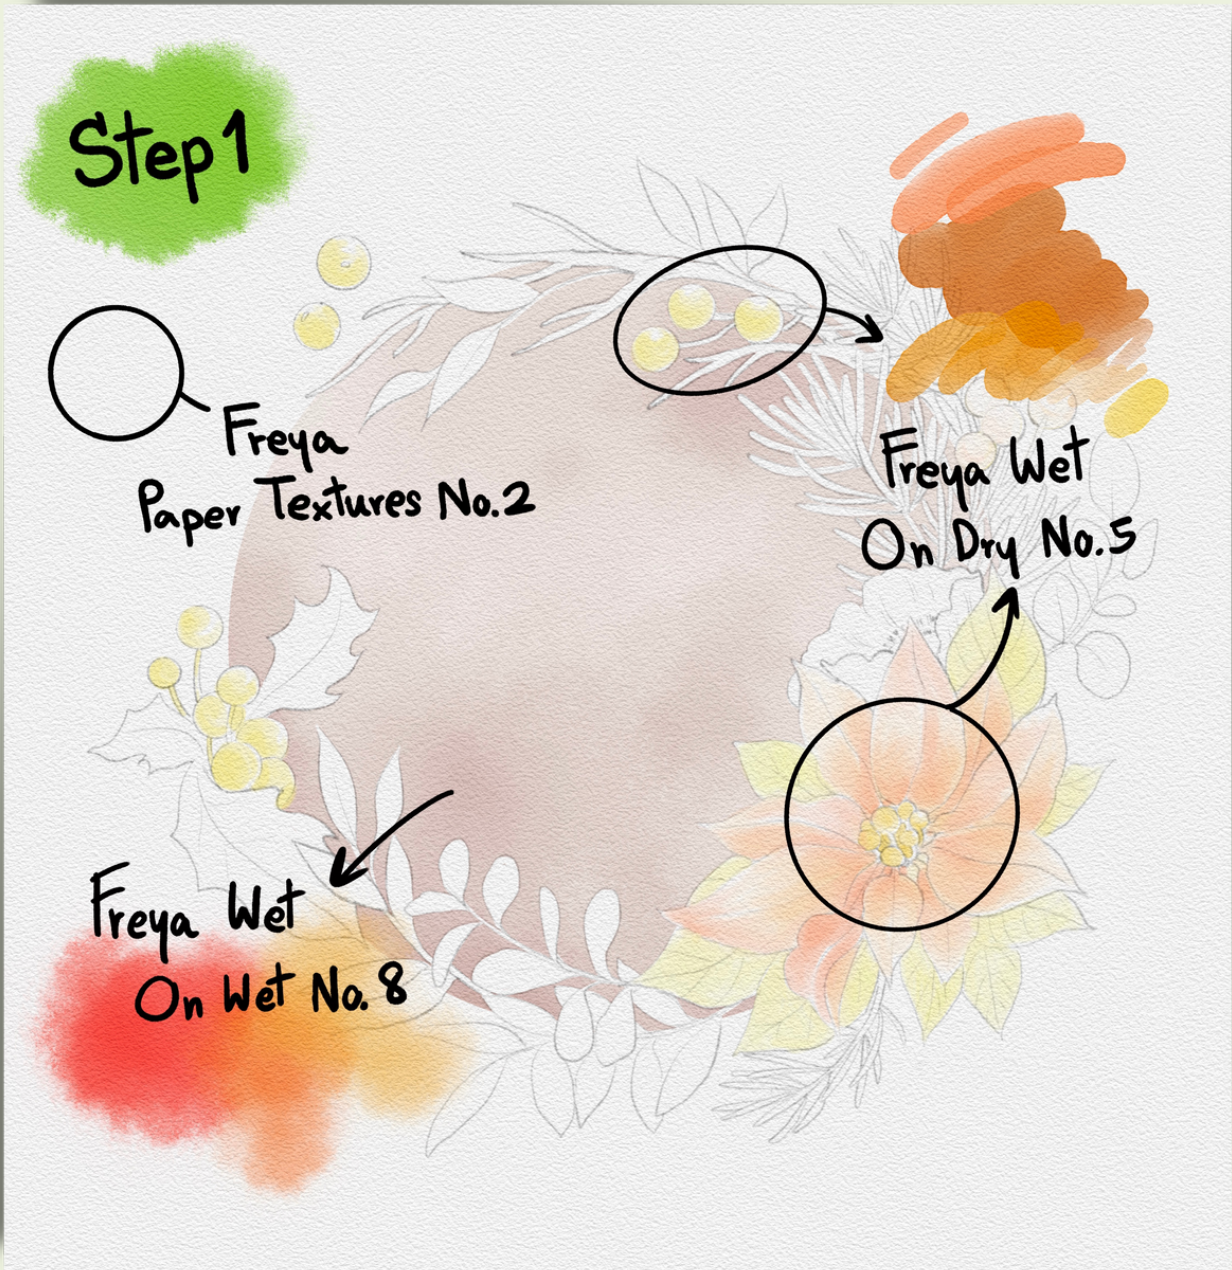 Step 1
Freya
Paper Textures No.2
Freya Wet
On Dry No.5
Freya Wet
On Wet No.8